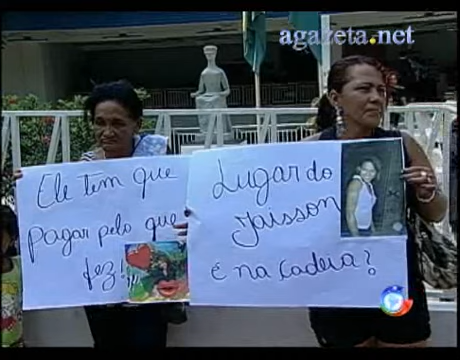 agazeta.net
Ele tem que
pagar pelo que
fez!
Lugar do
Jaisson
é na cadeia?